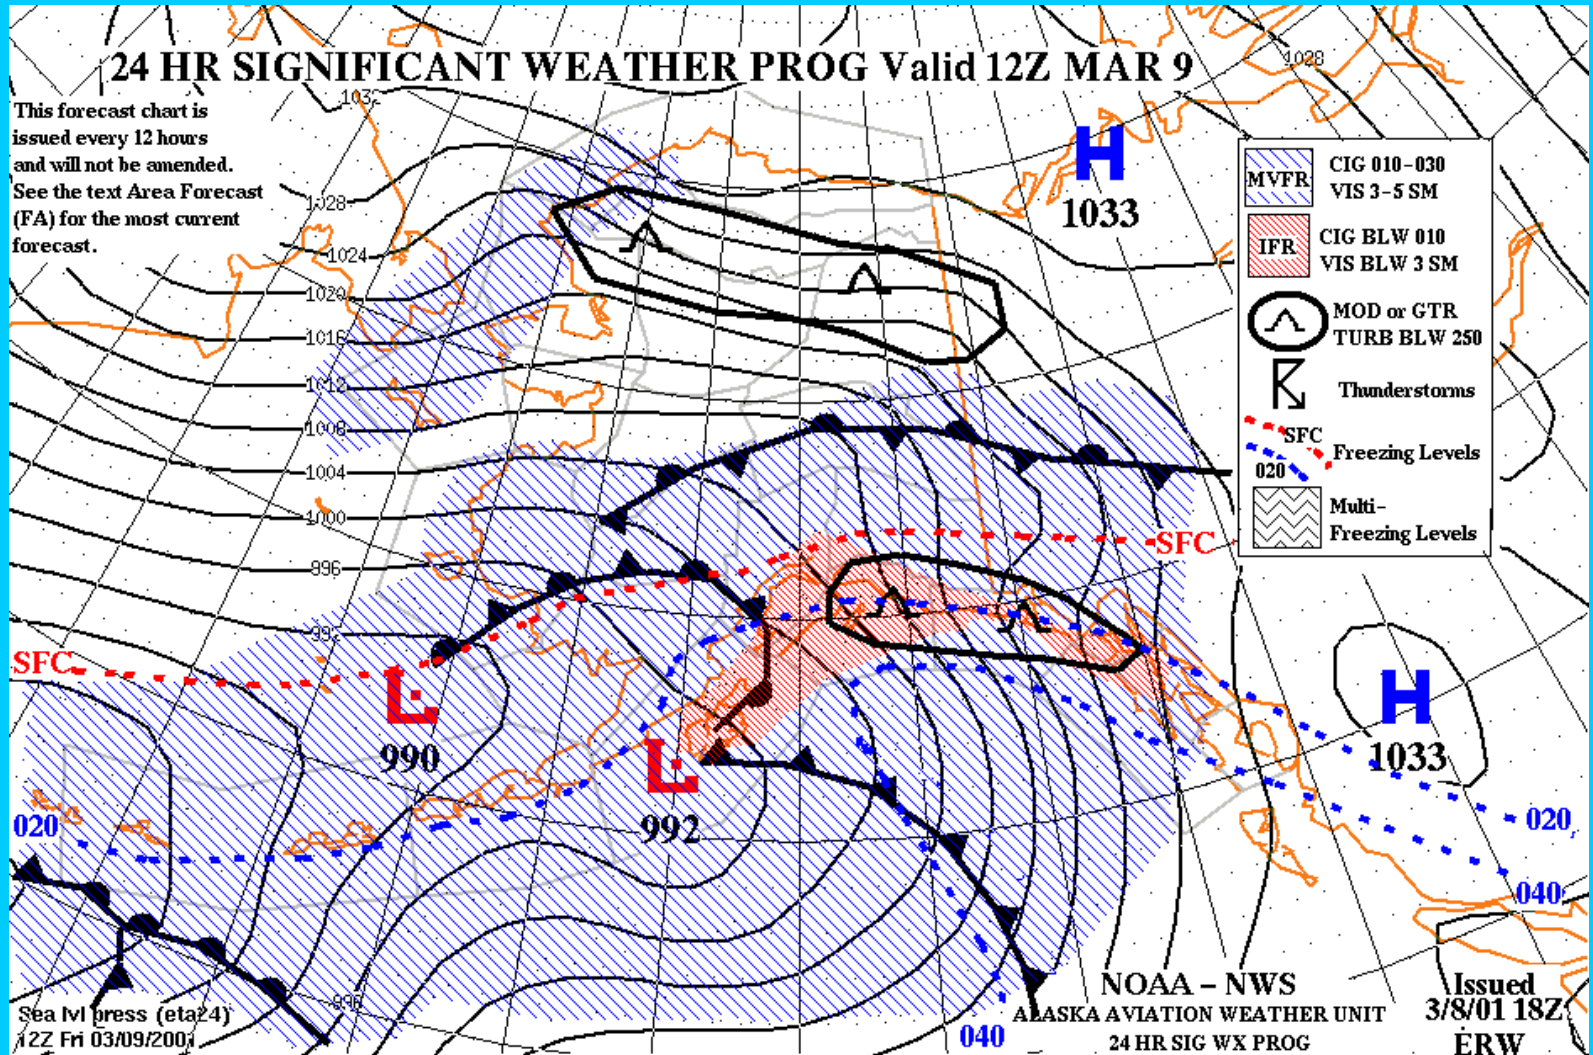 24 HR SIGNIFICANT WEATHER PROG Valid 12Z MAR 9
This forecast chart is
issued every 12 hours
and will not be amended.
See the text Area Forecast
(FA) for the most current
forecast.
1028
H
1033
MVFR
CIG 010-030
VIS 3-5 SM
IFR
CIG BLW 010
VIS BLW 3 SM
MOD or GTR
TURB BLW 250
Thunderstorms
SFC
020
Freezing Levels
Multi-
Freezing Levels
1028
1024
1020
1016
1012
1008
1004
1000
996
992
SFC
SFC
L
990
L
992
H
1033
020
020
040
040
996
Sea lvl press (eta24)
12Z Fri 03/09/2001
NOAA - NWS
ALASKA AVIATION WEATHER UNIT
24 HR SIG WX PROG
Issued
3/8/01 18Z
ERW